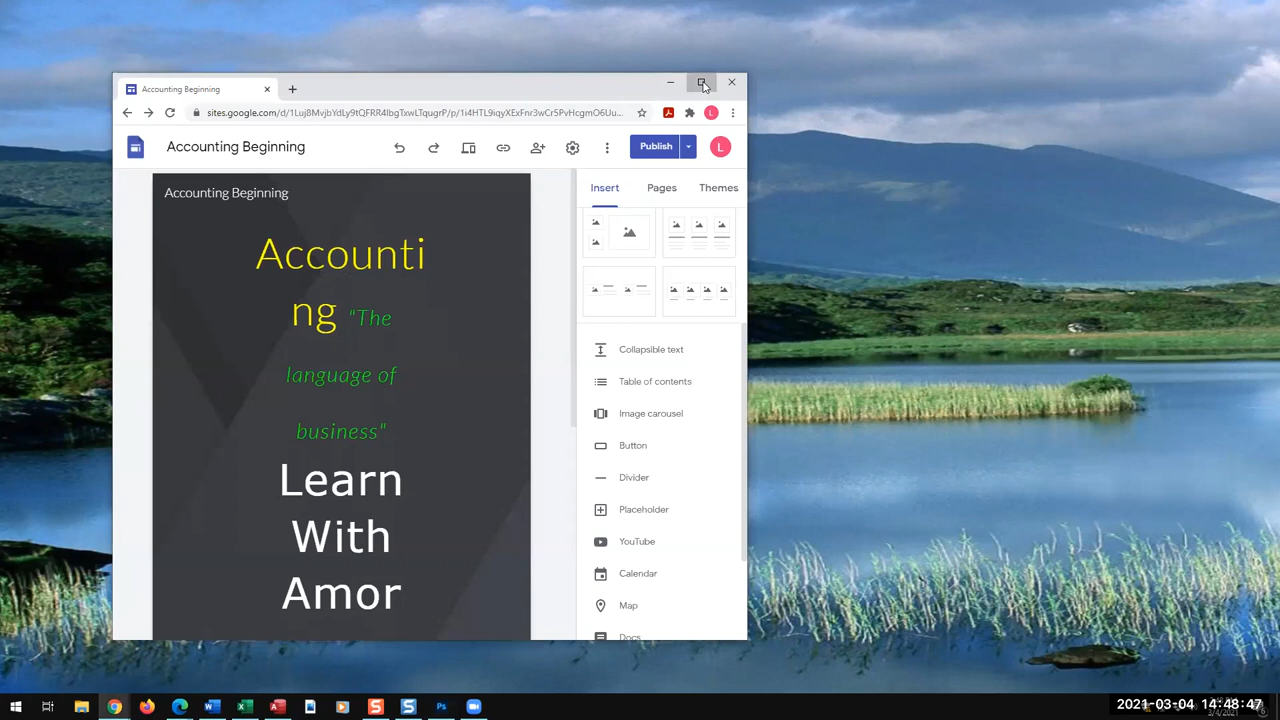 Accounting Beginning
sites.google.com/d/1Luj8MvjbYdLy9tQFRR4lbgTxwLTqugrP/p/1i4HTL9iqyXExFnr3wCrSPvHcgmO6Uu...
L
Accounting Beginning
Publish
L
Accounting Beginning
Accounti
ng "The
language of
business"
Learn
With
Amor
Insert Pages Themes
Collapsible text
Table of contents
Image carousel
Button
Divider
Placeholder
YouTube
Calendar
Map
Docs
2021-03-04 14:48:47